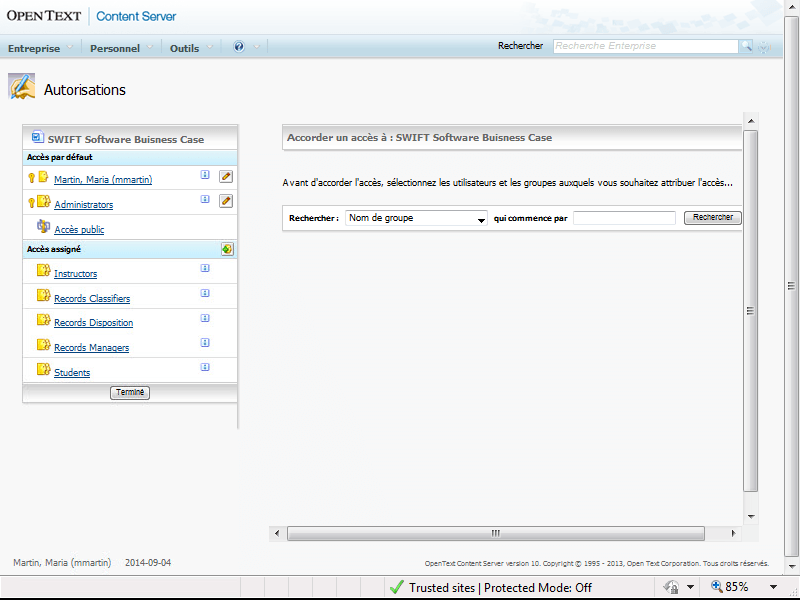 OPEN TEXT | Content Server
Entreprise Personnel Outils ? Rechercher Recherche Enterprise
Autorisations
SWIFT Software Buisness Case
Accès par défaut
Martin, Maria (mmartin)
Administrators
Accès public
Accès assigné
Instructors
Records Classifiers
Records Disposition
Records Managers
Students
Terminé
Accorder un accès à : SWIFT Software Buisness Case
Avant d'accorder l'accès, sélectionnez les utilisateurs et les groupes auxquels vous souhaitez attribuer l'accès...
Rechercher : Nom de groupe qui commence par Rechercher
Martin, Maria (mmartin) 2014-09-04
OpenText Content Server version 10. Copyright © 1995 - 2013, Open Text Corporation. Tous droits réservés.
Trusted sites | Protected Mode: Off 85%